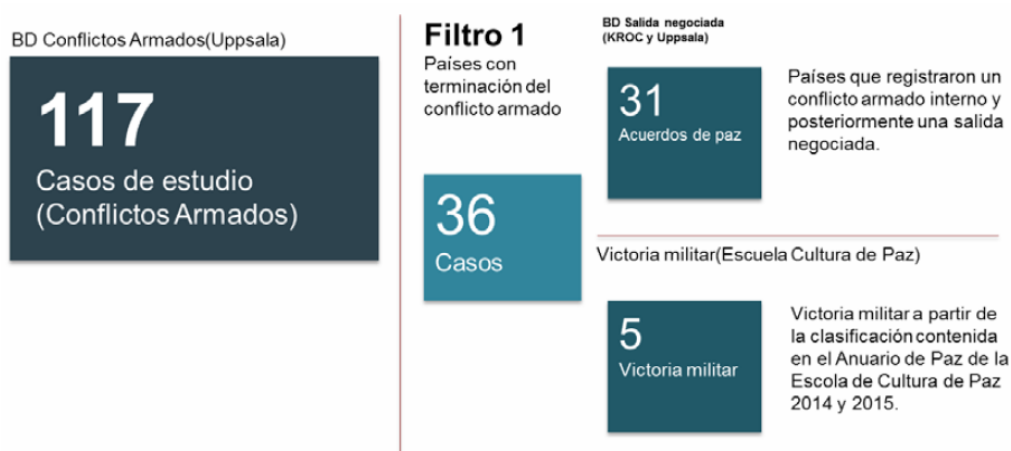 BD Conflictos Armados(Uppsala)
117
Casos de estudio
(Conflictos Armados)
Filtro 1
Países con
terminación del
conflicto armado
36
Casos
BD Salida negociada
(KROC y Uppsala)
31
Acuerdos de paz
Países que registraron un
conflicto armado interno y
posteriormente una salida
negociada.
Victoria militar(Escuela Cultura de Paz)
5
Victoria militar
Victoria militar a partir de
la clasificación contenida
en el Anuario de Paz de la
Escola de Cultura de Paz
2014 y 2015.